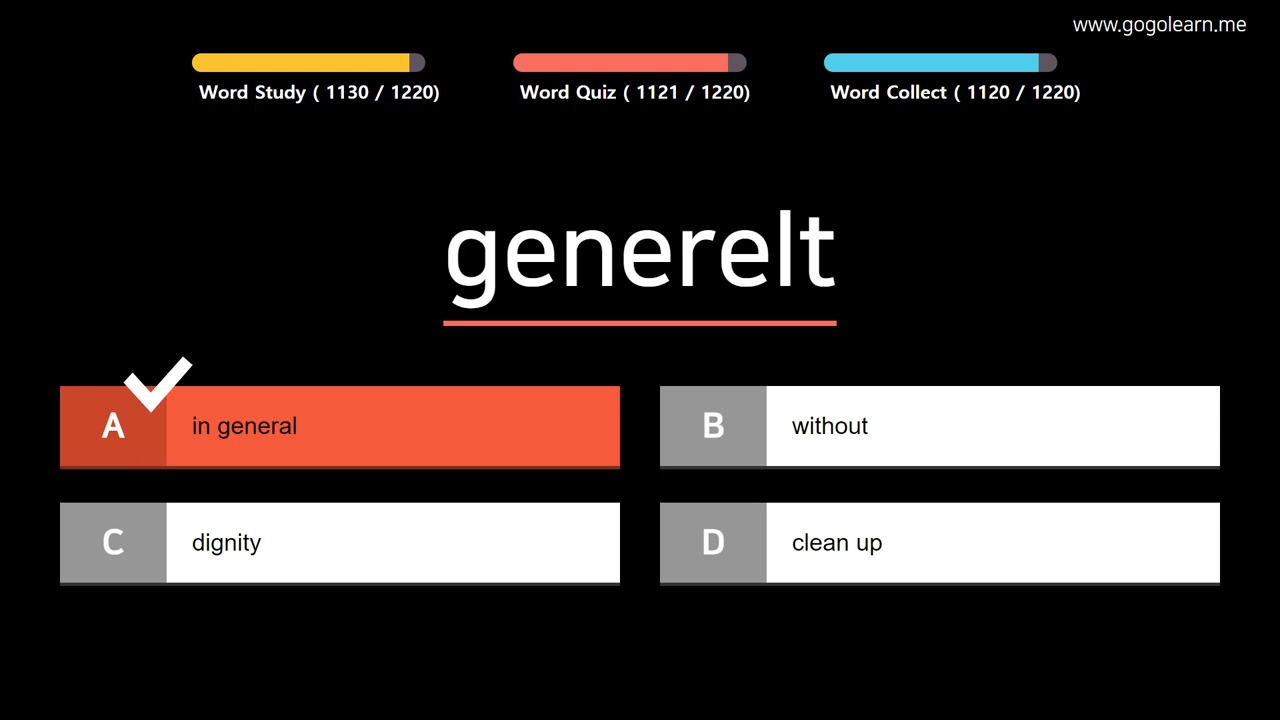 www.gogolearn.me
Word Study ( 1130 / 1220)
Word Quiz ( 1121 / 1220)
Word Collect ( 1120 / 1220)
generelt
A in general
B without
C dignity
D clean up